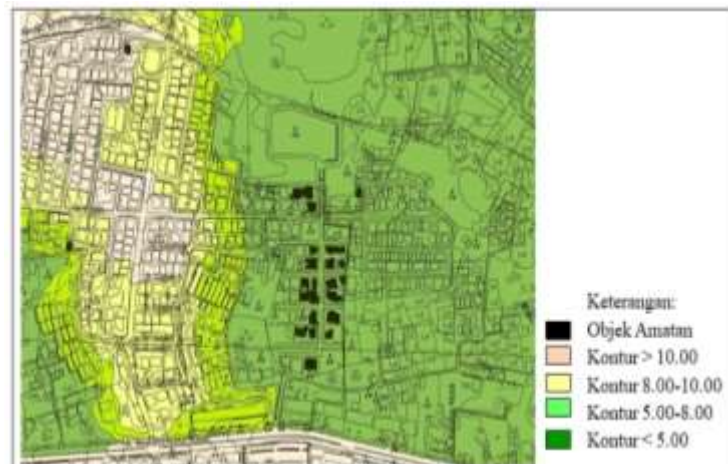 Keterangan:
Objek Amatan
Kontur > 10.00
Kontur 8.00-10.00
Kontur 5.00-8.00
Kontur < 5.00